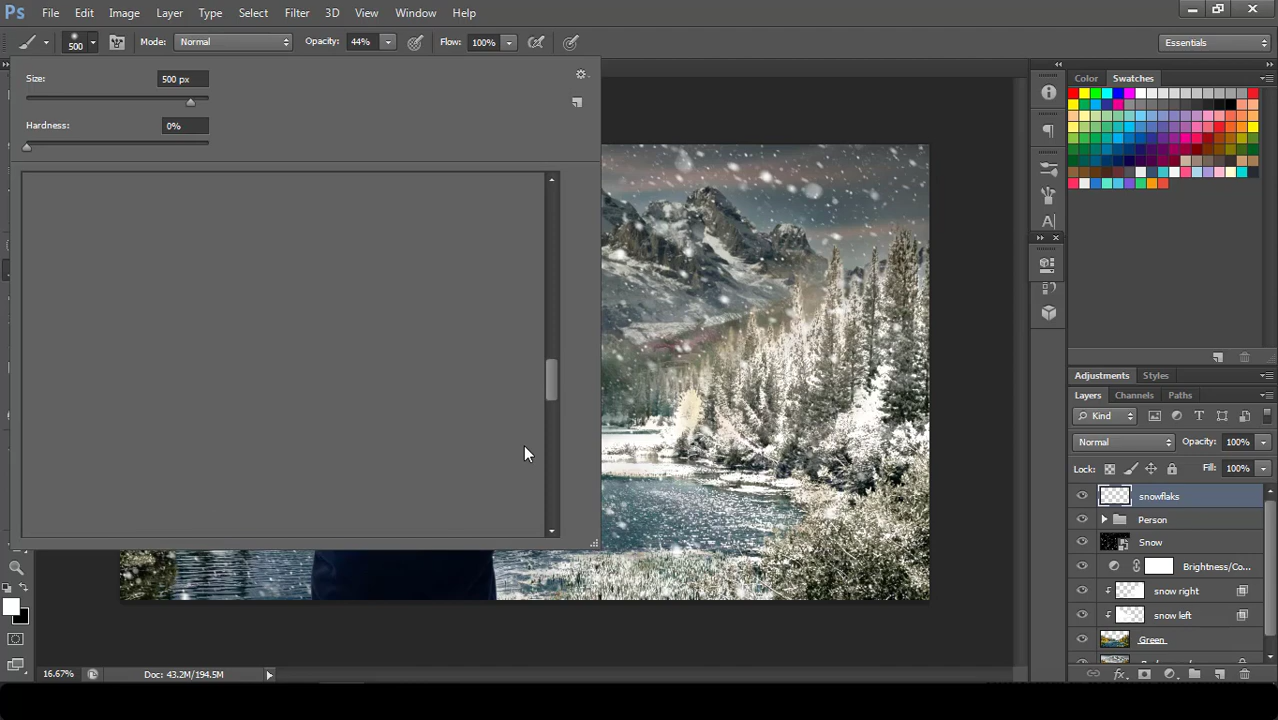 Ps File Edit Image Layer Type Select Filter 3D View Window Help
500 Mode: Normal Opacity: 44% Flow: 100% Essentials
Size: 500 px
Hardness: 0%
Color Swatches
Adjustments Styles
Layers Channels Paths
Kind
Normal Opacity: 100%
Lock: Fill: 100%
snowflaks
Person
Snow
Brightness/Co...
snow right
snow left
Green
16.67% Doc: 43.2M/194.5M